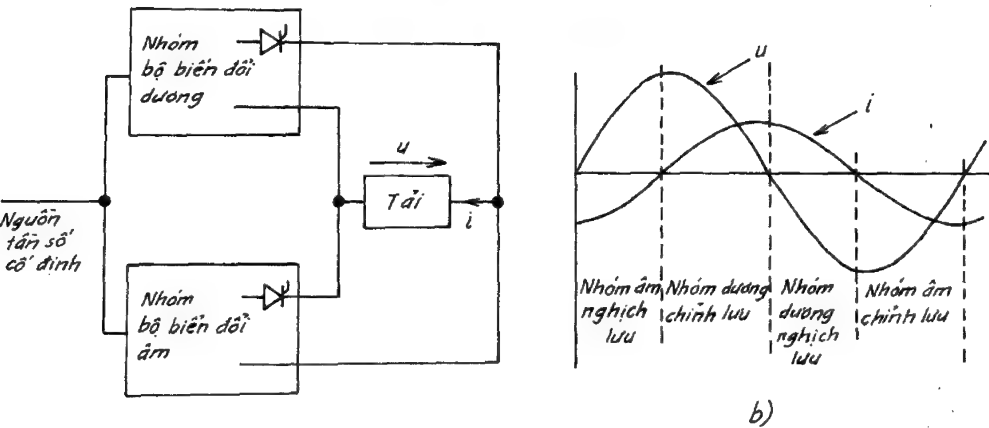 Nhóm
bộ biến đổi
dương
u
Tải
i
Nguồn
tần số
cố định
Nhóm
bộ biến đổi
âm
u
i
Nhóm âm
nghịch
lưu
Nhóm dương
chỉnh lưu
Nhóm
dương
nghịch
lưu
Nhóm âm
chỉnh lưu
b)